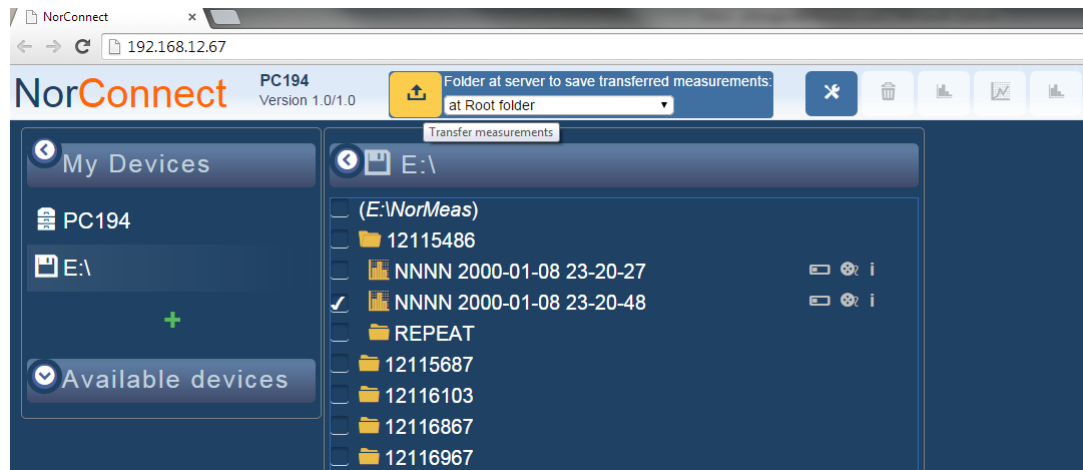 NorConnect
192.168.12.67
NorConnect
PC194
Version 1.0/1.0
Folder at server to save transferred measurements:
at Root folder
Transfer measurements
My Devices
PC194
E:\
Available devices
E:\
(E:\NorMeas)
12115486
NNNN 2000-01-08 23-20-27
NNNN 2000-01-08 23-20-48
REPEAT
12115687
12116103
12116867
12116967